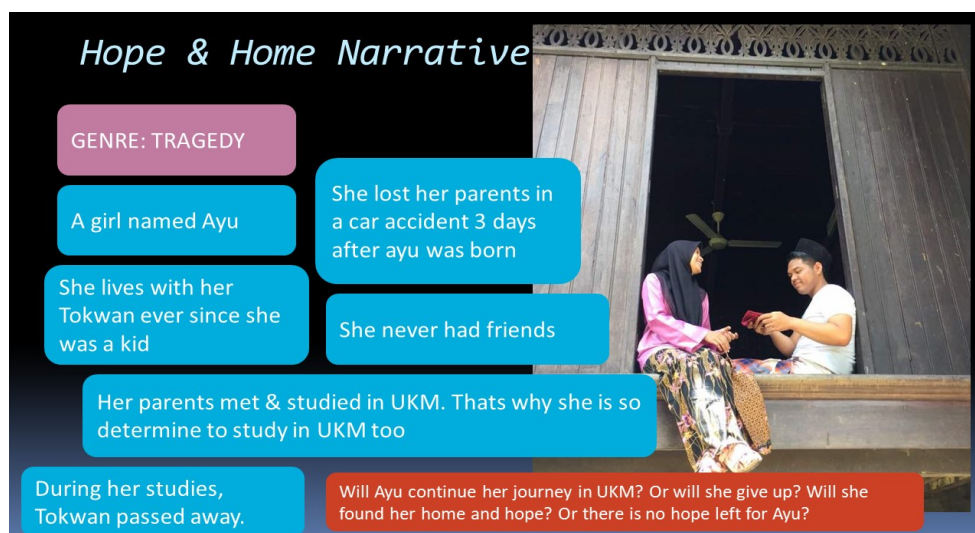 Hope & Home Narrative
GENRE: TRAGEDY
A girl named Ayu
She lost her parents in
a car accident 3 days
after ayu was born
She lives with her
Tokwan ever since she
was a kid
She never had friends
Her parents met & studied in UKM. Thats why she is so
determine to study in UKM too
During her studies,
Tokwan passed away.
Will Ayu continue her journey in UKM? Or will she give up? Will she
found her home and hope? Or there is no hope left for Ayu?